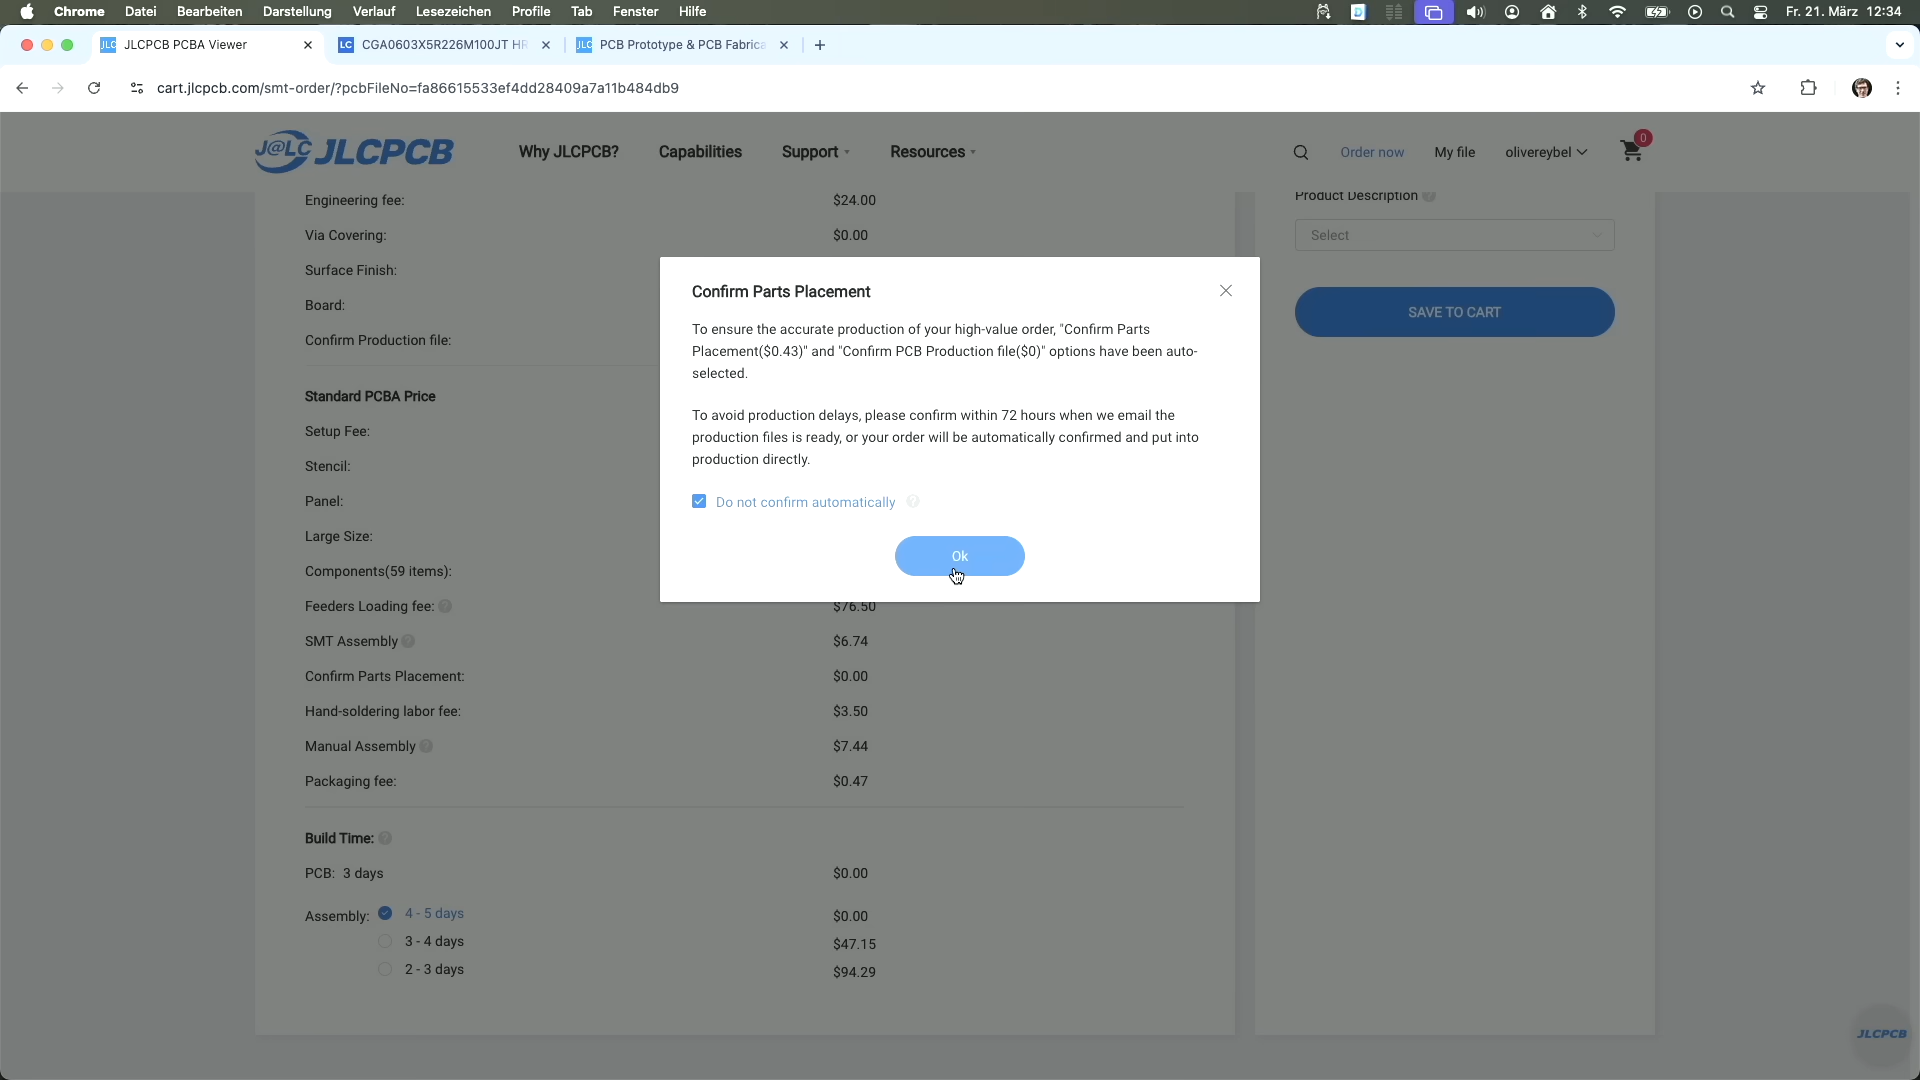 Chrome Datei Bearbeiten Darstellung Verlauf Lesezeichen Profile Tab Fenster Hilfe Fr. 21. März 12:34
JLCPCB PCBA Viewer
CGA0603X5R226M100JT HR
PCB Prototype & PCB Fabrica
cart.jlcpcb.com/smt-order/?pcbFileNo=fa86615533ef4dd28409a7a11b484db9
J@LC JLCPCB Why JLCPCB? Capabilities Support Resources Order now My file olivereybel 0
Engineering fee: $24.00
Via Covering: $0.00
Surface Finish:
Board:
Confirm Production file:
Standard PCBA Price
Setup Fee:
Stencil:
Panel:
Large Size:
Components(59 items):
Feeders Loading fee: ? $76.50
SMT Assembly ? $6.74
Confirm Parts Placement: $0.00
Hand-soldering labor fee: $3.50
Manual Assembly ? $7.44
Packaging fee: $0.47
Build Time: ?
PCB: 3 days $0.00
Assembly: 4 - 5 days $0.00
3 - 4 days $47.15
2 - 3 days $94.29
Product Description ?
Select
SAVE TO CART
Confirm Parts Placement
To ensure the accurate production of your high-value order, "Confirm Parts
Placement($0.43)" and "Confirm PCB Production file($0)" options have been auto-
selected.
To avoid production delays, please confirm within 72 hours when we email the
production files is ready, or your order will be automatically confirmed and put into
production directly.
Do not confirm automatically ?
Ok
JLCPCB